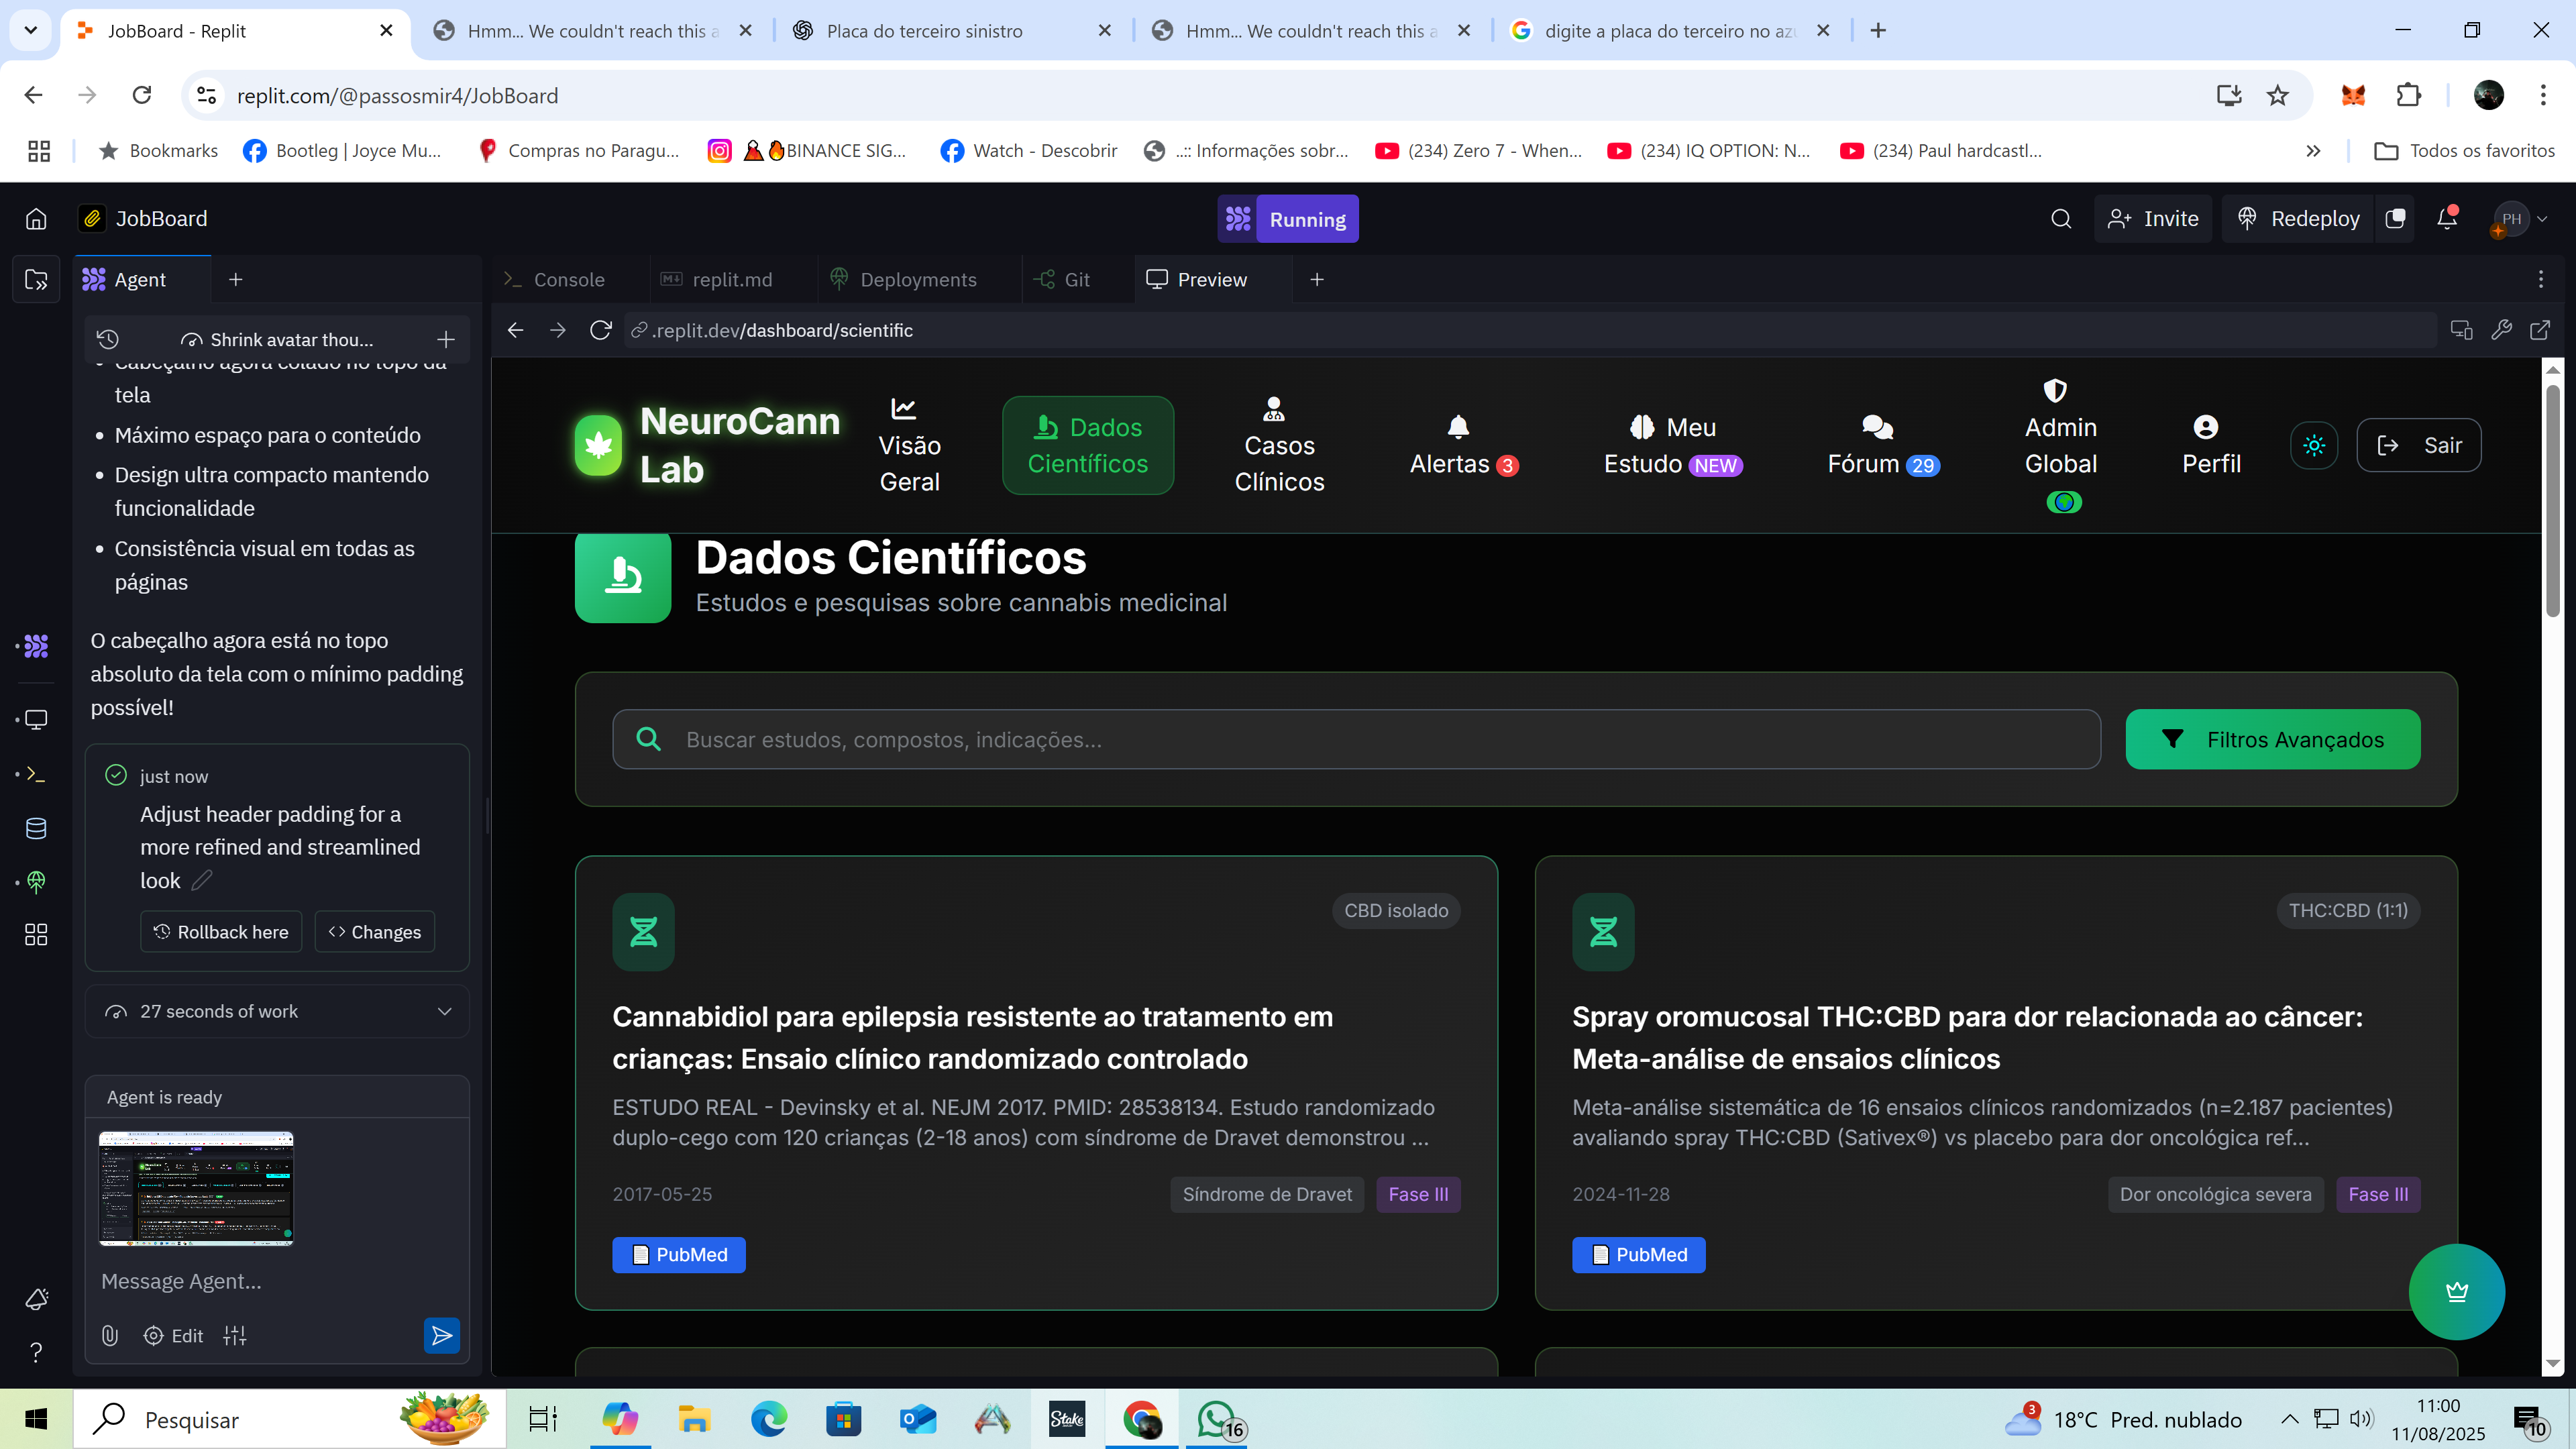 JobBoard - Replit
Hmm... We couldn't reach this a
Placa do terceiro sinistro
Hmm... We couldn't reach this a
digite a placa do terceiro no azu
replit.com/@passosmir4/JobBoard
Bookmarks
Bootleg | Joyce Mu...
Compras no Paragu...
BINANCE SIG...
Watch - Descobrir
..:: Informações sobr...
(234) Zero 7 - When...
(234) IQ OPTION: N...
(234) Paul hardcastl...
Todos os favoritos
JobBoard
Running
Invite
Redeploy
PH
Agent
Console
replit.md
Deployments
Git
Preview
Shrink avatar thou...
.replit.dev/dashboard/scientific
• Cabeçalho agora colado no topo da
tela
• Máximo espaço para o conteúdo
• Design ultra compacto mantendo
funcionalidade
• Consistência visual em todas as
páginas
O cabeçalho agora está no topo
absoluto da tela com o mínimo padding
possível!
just now
Adjust header padding for a
more refined and streamlined
look
Rollback here
Changes
27 seconds of work
Agent is ready
Message Agent...
Edit
NeuroCann
Lab
Visão
Geral
Dados
Científicos
Casos
Clínicos
Alertas 3
Meu
Estudo NEW
Fórum 29
Admin
Global
Perfil
Sair
Dados Científicos
Estudos e pesquisas sobre cannabis medicinal
Buscar estudos, compostos, indicações...
Filtros Avançados
CBD isolado
Cannabidiol para epilepsia resistente ao tratamento em
crianças: Ensaio clínico randomizado controlado
ESTUDO REAL - Devinsky et al. NEJM 2017. PMID: 28538134. Estudo randomizado
duplo-cego com 120 crianças (2-18 anos) com síndrome de Dravet demonstrou ...
2017-05-25
Síndrome de Dravet
Fase III
PubMed
THC:CBD (1:1)
Spray oromucosal THC:CBD para dor relacionada ao câncer:
Meta-análise de ensaios clínicos
Meta-análise sistemática de 16 ensaios clínicos randomizados (n=2.187 pacientes)
avaliando spray THC:CBD (Sativex®) vs placebo para dor oncológica ref...
2024-11-28
Dor oncológica severa
Fase III
PubMed
Pesquisar
Stake
16
3
18°C Pred. nublado
11:00
11/08/2025
10